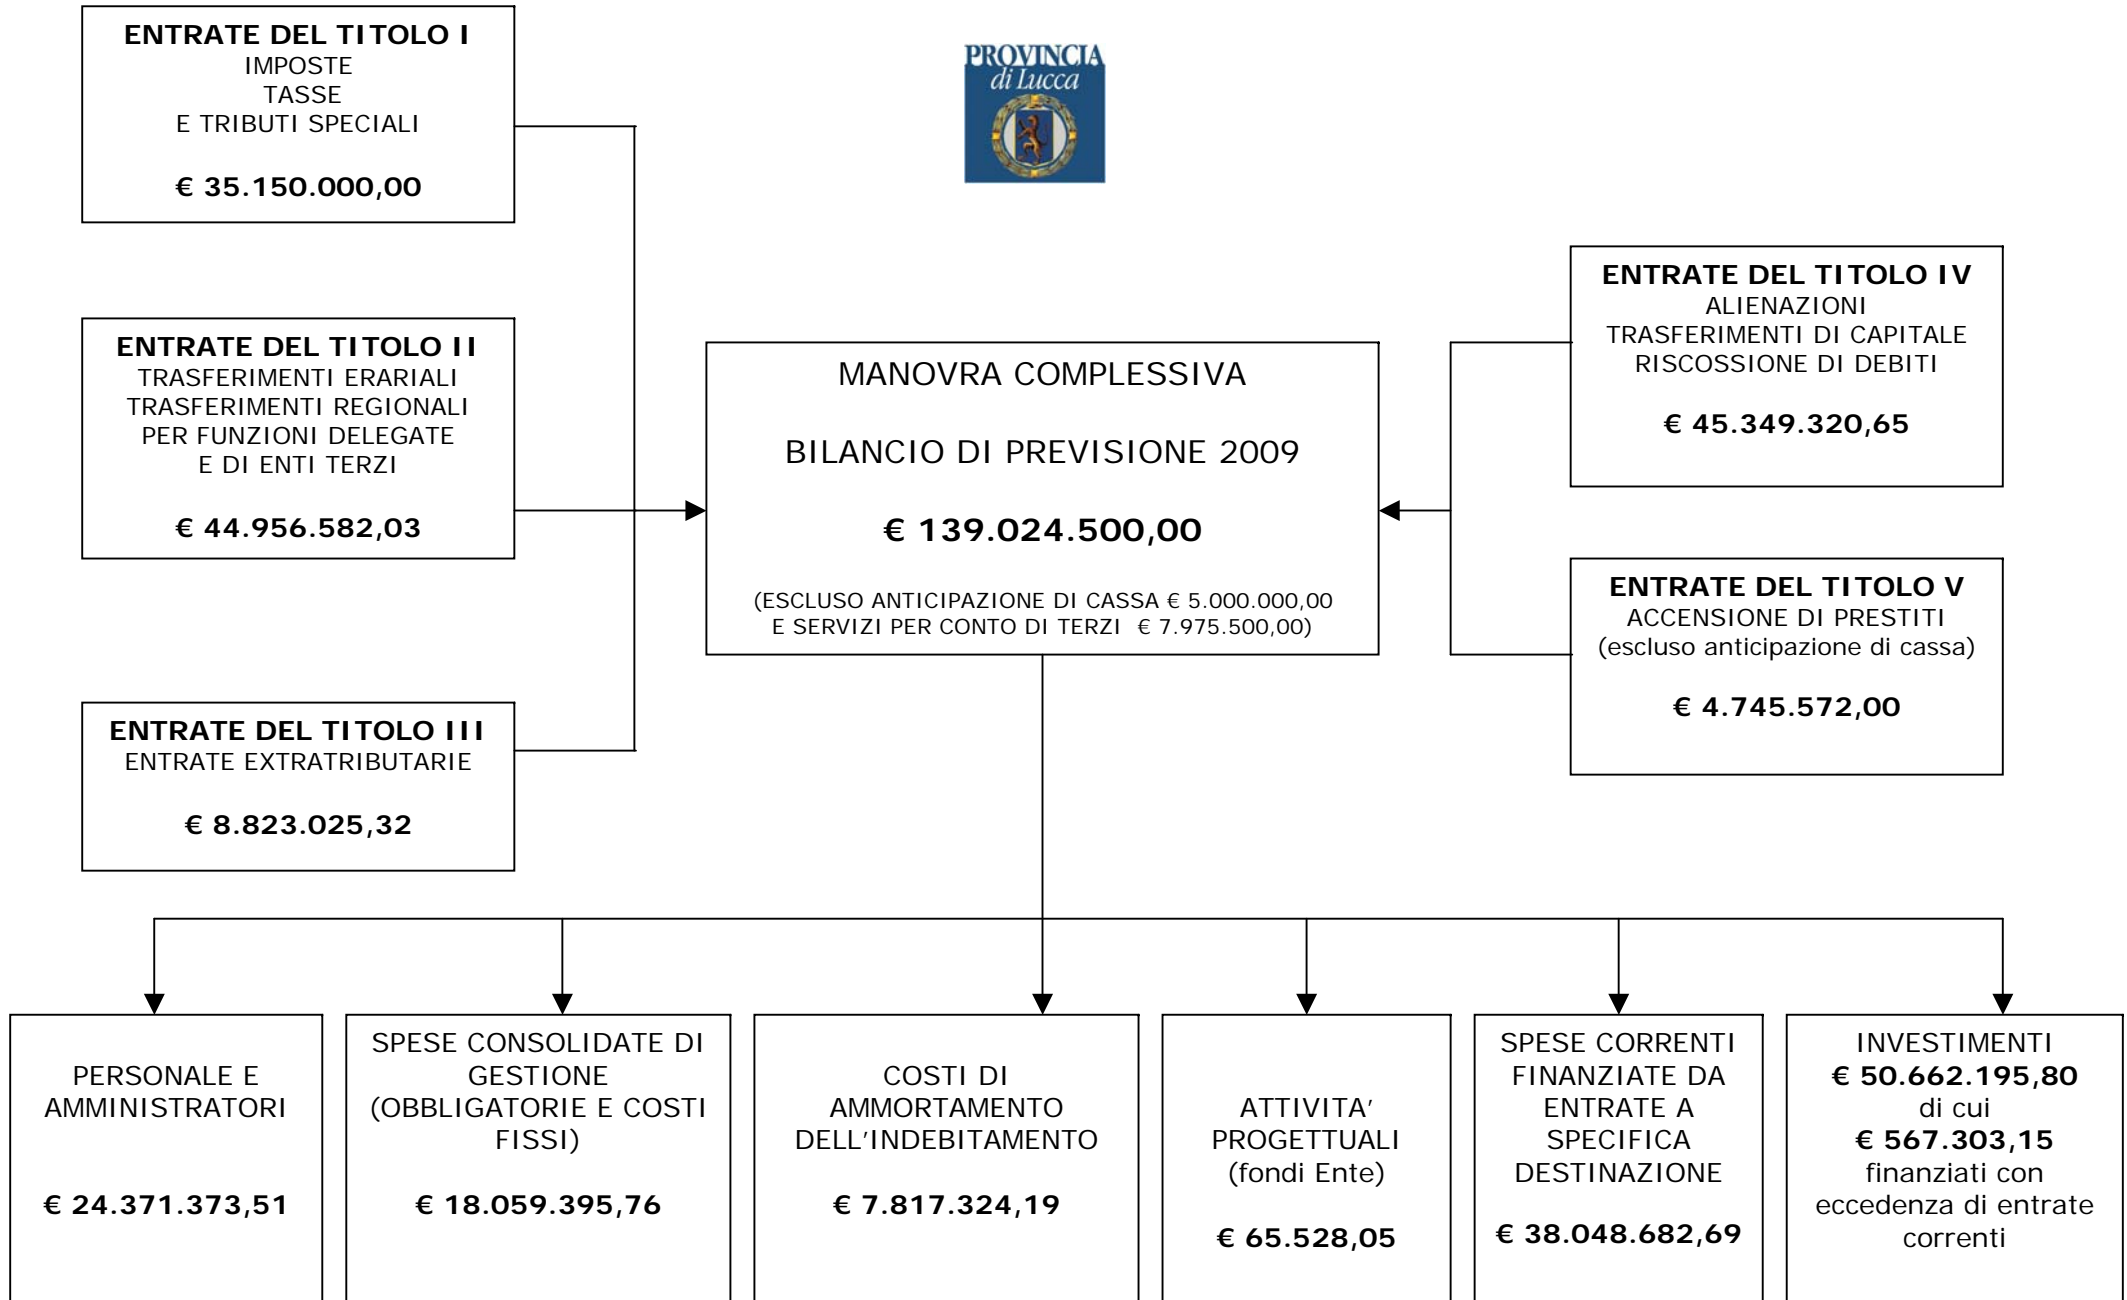 ENTRATE DEL TITOLO I
IMPOSTE
TASSE
E TRIBUTI SPECIALI
€ 35.150.000,00
PROVINCIA
di Lucca
ENTRATE DEL TITOLO II
TRASFERIMENTI ERARIALI
TRASFERIMENTI REGIONALI
PER FUNZIONI DELEGATE
E DI ENTI TERZI
€ 44.956.582,03
ENTRATE DEL TITOLO III
ENTRATE EXTRATRIBUTARIE
€ 8.823.025,32
MANOVRA COMPLESSIVA
BILANCIO DI PREVISIONE 2009
€ 139.024.500,00
(ESCLUSO ANTICIPAZIONE DI CASSA € 5.000.000,00
E SERVIZI PER CONTO DI TERZI € 7.975.500,00)
ENTRATE DEL TITOLO IV
ALIENAZIONI
TRASFERIMENTI DI CAPITALE
RISCOSSIONE DI DEBITI
€ 45.349.320,65
ENTRATE DEL TITOLO V
ACCENSIONE DI PRESTITI
(escluso anticipazione di cassa)
€ 4.745.572,00
PERSONALE E
AMMINISTRATORI
€ 24.371.373,51
SPESE CONSOLIDATE DI
GESTIONE
(OBBLIGATORIE E COSTI
FISSI)
€ 18.059.395,76
COSTI DI
AMMORTAMENTO
DELL'INDEBITAMENTO
€ 7.817.324,19
ATTIVITA'
PROGETTUALI
(fondi Ente)
€ 65.528,05
SPESE CORRENTI
FINANZIATE DA
ENTRATE A
SPECIFICA
DESTINAZIONE
€ 38.048.682,69
INVESTIMENTI
€ 50.662.195,80
di cui
€ 567.303,15
finanziati con
eccedenza di entrate
correnti